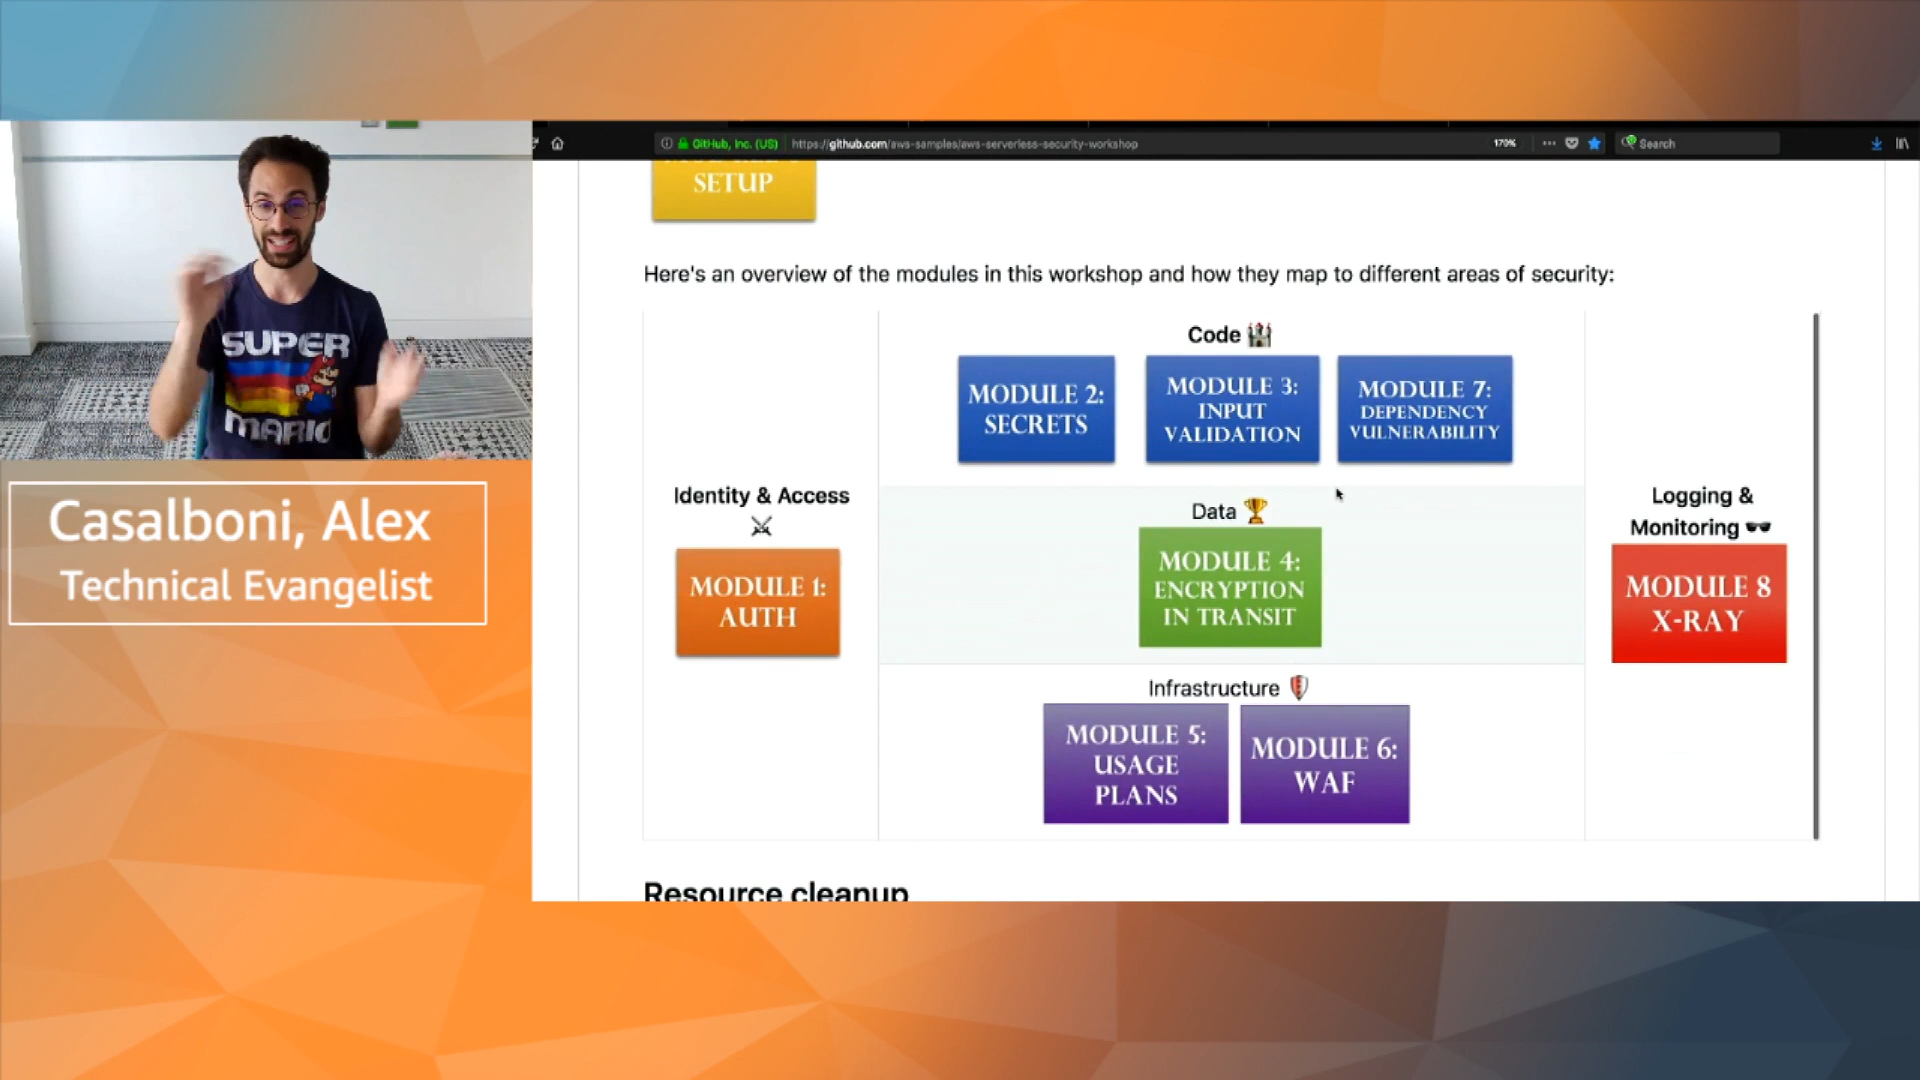 GitHub, Inc. (US)
https://github.com/aws-samples/aws-serverless-security-workshop
170%
Search
SETUP
Here's an overview of the modules in this workshop and how they map to different areas of security:
Code
MODULE 2:
SECRETS
MODULE 3:
INPUT
VALIDATION
MODULE 7:
DEPENDENCY
VULNERABILITY
Identity & Access
MODULE 1:
AUTH
Data
MODULE 4:
ENCRYPTION
IN TRANSIT
Logging &
Monitoring
MODULE 8
X-RAY
Infrastructure
MODULE 5:
USAGE
PLANS
MODULE 6:
WAF
Resource cleanup
SUPER
MARIO
Casalboni, Alex
Technical Evangelist